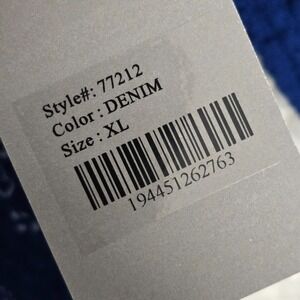 Style#: 77212
Color : DENIM
Size : XL
194451262763